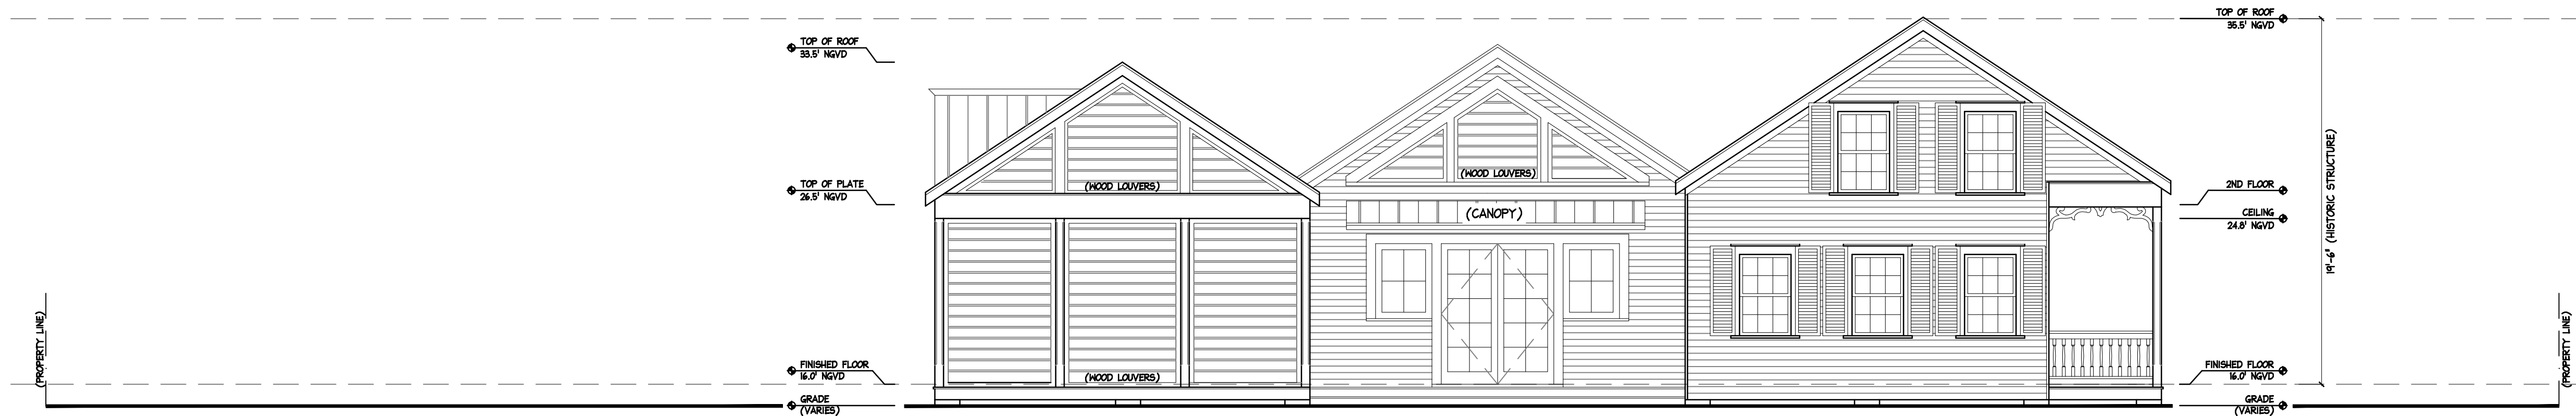 TOP OF ROOF
33.5' NGVD
TOP OF PLATE
26.5' NGVD
FINISHED FLOOR
16.0' NGVD
GRADE
(VARIES)
(PROPERTY LINE)
(WOOD LOUVERS)
(WOOD LOUVERS)
(WOOD LOUVERS)
(CANOPY)
TOP OF ROOF
35.5' NGVD
2ND FLOOR
CEILING
24.8' NGVD
FINISHED FLOOR
16.0' NGVD
GRADE
(VARIES)
19'-6" (HISTORIC STRUCTURE)
(PROPERTY LINE)